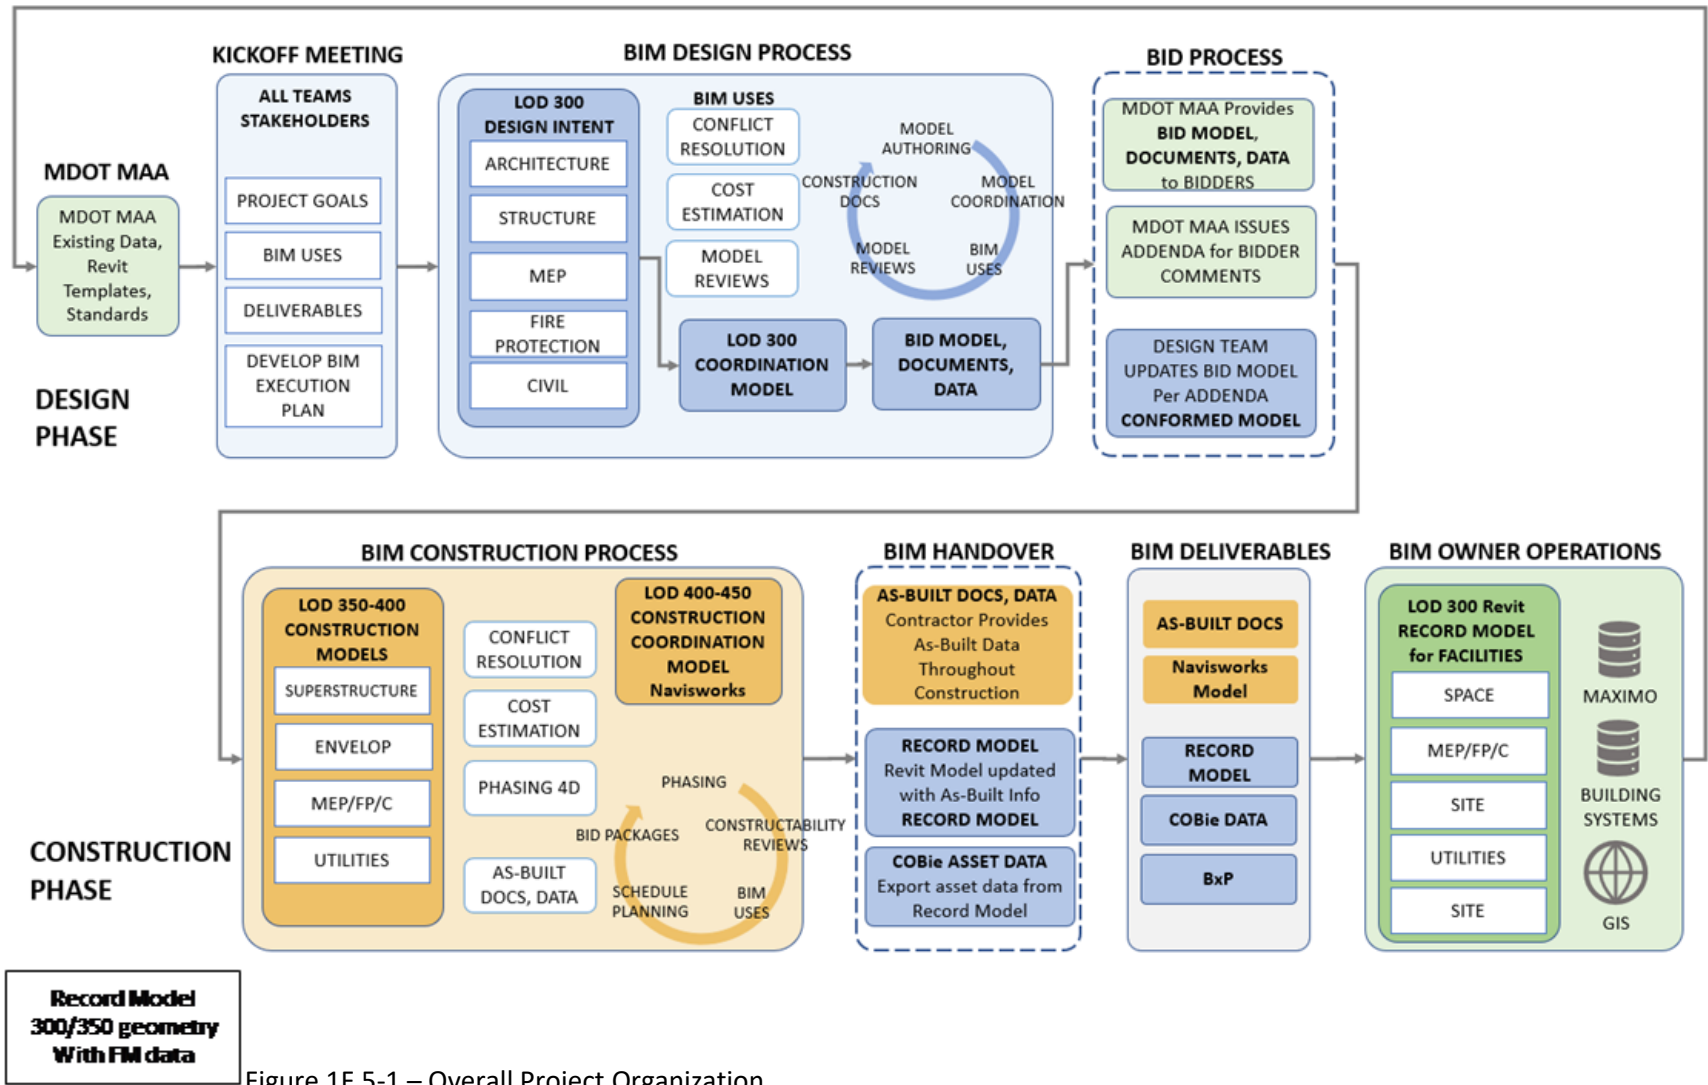 KICKOFF MEETING
BIM DESIGN PROCESS
BID PROCESS
MDOT MAA
MDOT MAA
Existing Data,
Revit
Templates,
Standards
DESIGN
PHASE
ALL TEAMS
STAKEHOLDERS
PROJECT GOALS
BIM USES
DELIVERABLES
DEVELOP BIM
EXECUTION
PLAN
LOD 300
DESIGN INTENT
ARCHITECTURE
STRUCTURE
MEP
FIRE
PROTECTION
CIVIL
BIM USES
CONFLICT
RESOLUTION
COST
ESTIMATION
MODEL
REVIEWS
MODEL
AUTHORING
MODEL
COORDINATION
BIM
USES
MODEL
REVIEWS
CONSTRUCTION
DOCS
LOD 300
COORDINATION
MODEL
BID MODEL,
DOCUMENTS,
DATA
MDOT MAA Provides
BID MODEL,
DOCUMENTS, DATA
to BIDDERS
MDOT MAA ISSUES
ADDENDA for BIDDER
COMMENTS
DESIGN TEAM
UPDATES BID MODEL
Per ADDENDA
CONFORMED MODEL
BIM CONSTRUCTION PROCESS
BIM HANDOVER
BIM DELIVERABLES
BIM OWNER OPERATIONS
CONSTRUCTION
PHASE
LOD 350-400
CONSTRUCTION
MODELS
SUPERSTRUCTURE
ENVELOP
MEP/FP/C
UTILITIES
CONFLICT
RESOLUTION
COST
ESTIMATION
PHASING 4D
AS-BUILT
DOCS, DATA
LOD 400-450
CONSTRUCTION
COORDINATION
MODEL
Navisworks
PHASING
CONSTRUCTABILITY
REVIEWS
BIM
USES
SCHEDULE
PLANNING
BID PACKAGES
AS-BUILT DOCS, DATA
Contractor Provides
As-Built Data
Throughout
Construction
RECORD MODEL
Revit Model updated
with As-Built Info
RECORD MODEL
COBie ASSET DATA
Export asset data from
Record Model
AS-BUILT DOCS
Navisworks
Model
RECORD
MODEL
COBie DATA
BxP
LOD 300 Revit
RECORD MODEL
for FACILITIES
SPACE
MEP/FP/C
SITE
UTILITIES
SITE
MAXIMO
BUILDING
SYSTEMS
GIS
Record Model
300/350 geometry
With FM data
Figure 1F.5-1 – Overall Project Organization